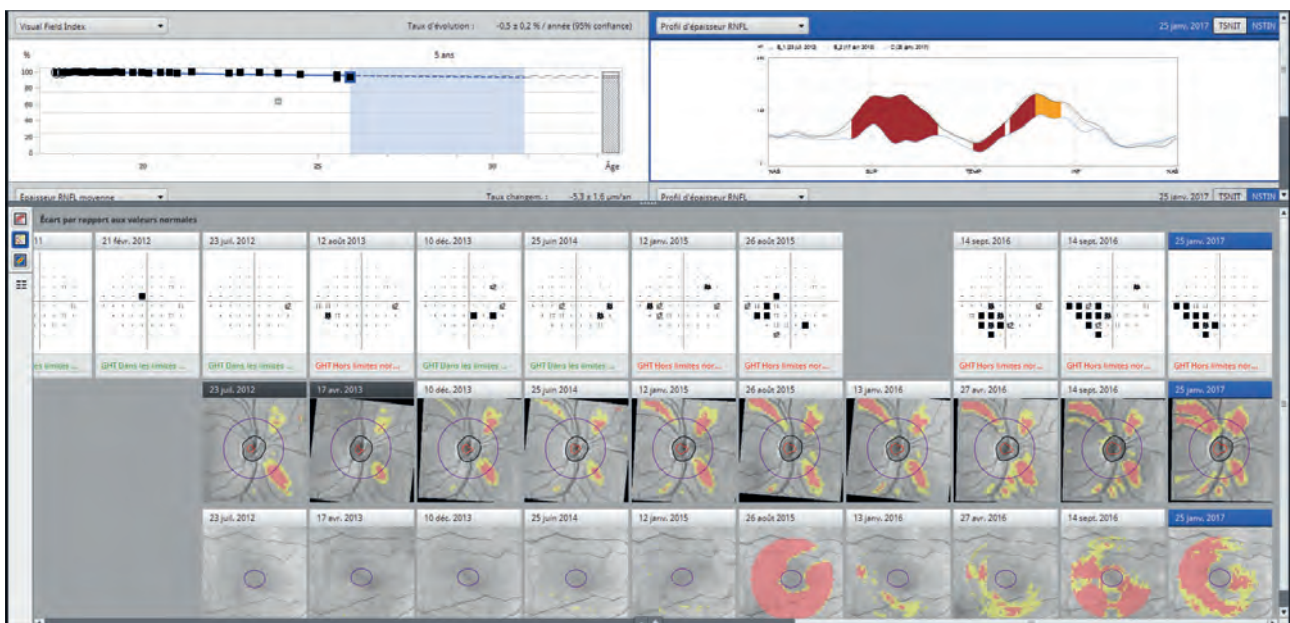 Visual Field Index
Taux d'évolution : -0,5 ± 0,2 % / année (95% confiance)
%
5 ans
100
80
60
40
20
0
20
25
30
Âge
Profil d'épaisseur RNFL
25 janv. 2017
TSNIT
NSTIN
SUP
TEMP
INF
Épaisseur RNFL moyenne
Taux changem. : -5,3 ± 1,6 µm/an
Profil d'épaisseur RNFL
25 janv. 2017
TSNIT
NSTIN
Écart par rapport aux valeurs normales
11
21 févr. 2012
23 juil. 2012
12 août 2013
10 déc. 2013
25 juin 2014
12 janv. 2015
26 août 2015
14 sept. 2016
14 sept. 2016
25 janv. 2017
es limites ...
GHT Dans les limites ...
GHT Dans les limites ...
GHT Hors limites nor...
GHT Dans les limites ...
GHT Dans les limites ...
GHT Hors limites nor...
GHT Hors limites nor...
GHT Hors limites nor...
GHT Hors limites nor...
GHT Hors limites nor...
23 juil. 2012
17 avr. 2013
10 déc. 2013
25 juin 2014
12 janv. 2015
26 août 2015
13 janv. 2016
27 avr. 2016
14 sept. 2016
25 janv. 2017
23 juil. 2012
17 avr. 2013
10 déc. 2013
25 juin 2014
12 janv. 2015
26 août 2015
13 janv. 2016
27 avr. 2016
14 sept. 2016
25 janv. 2017